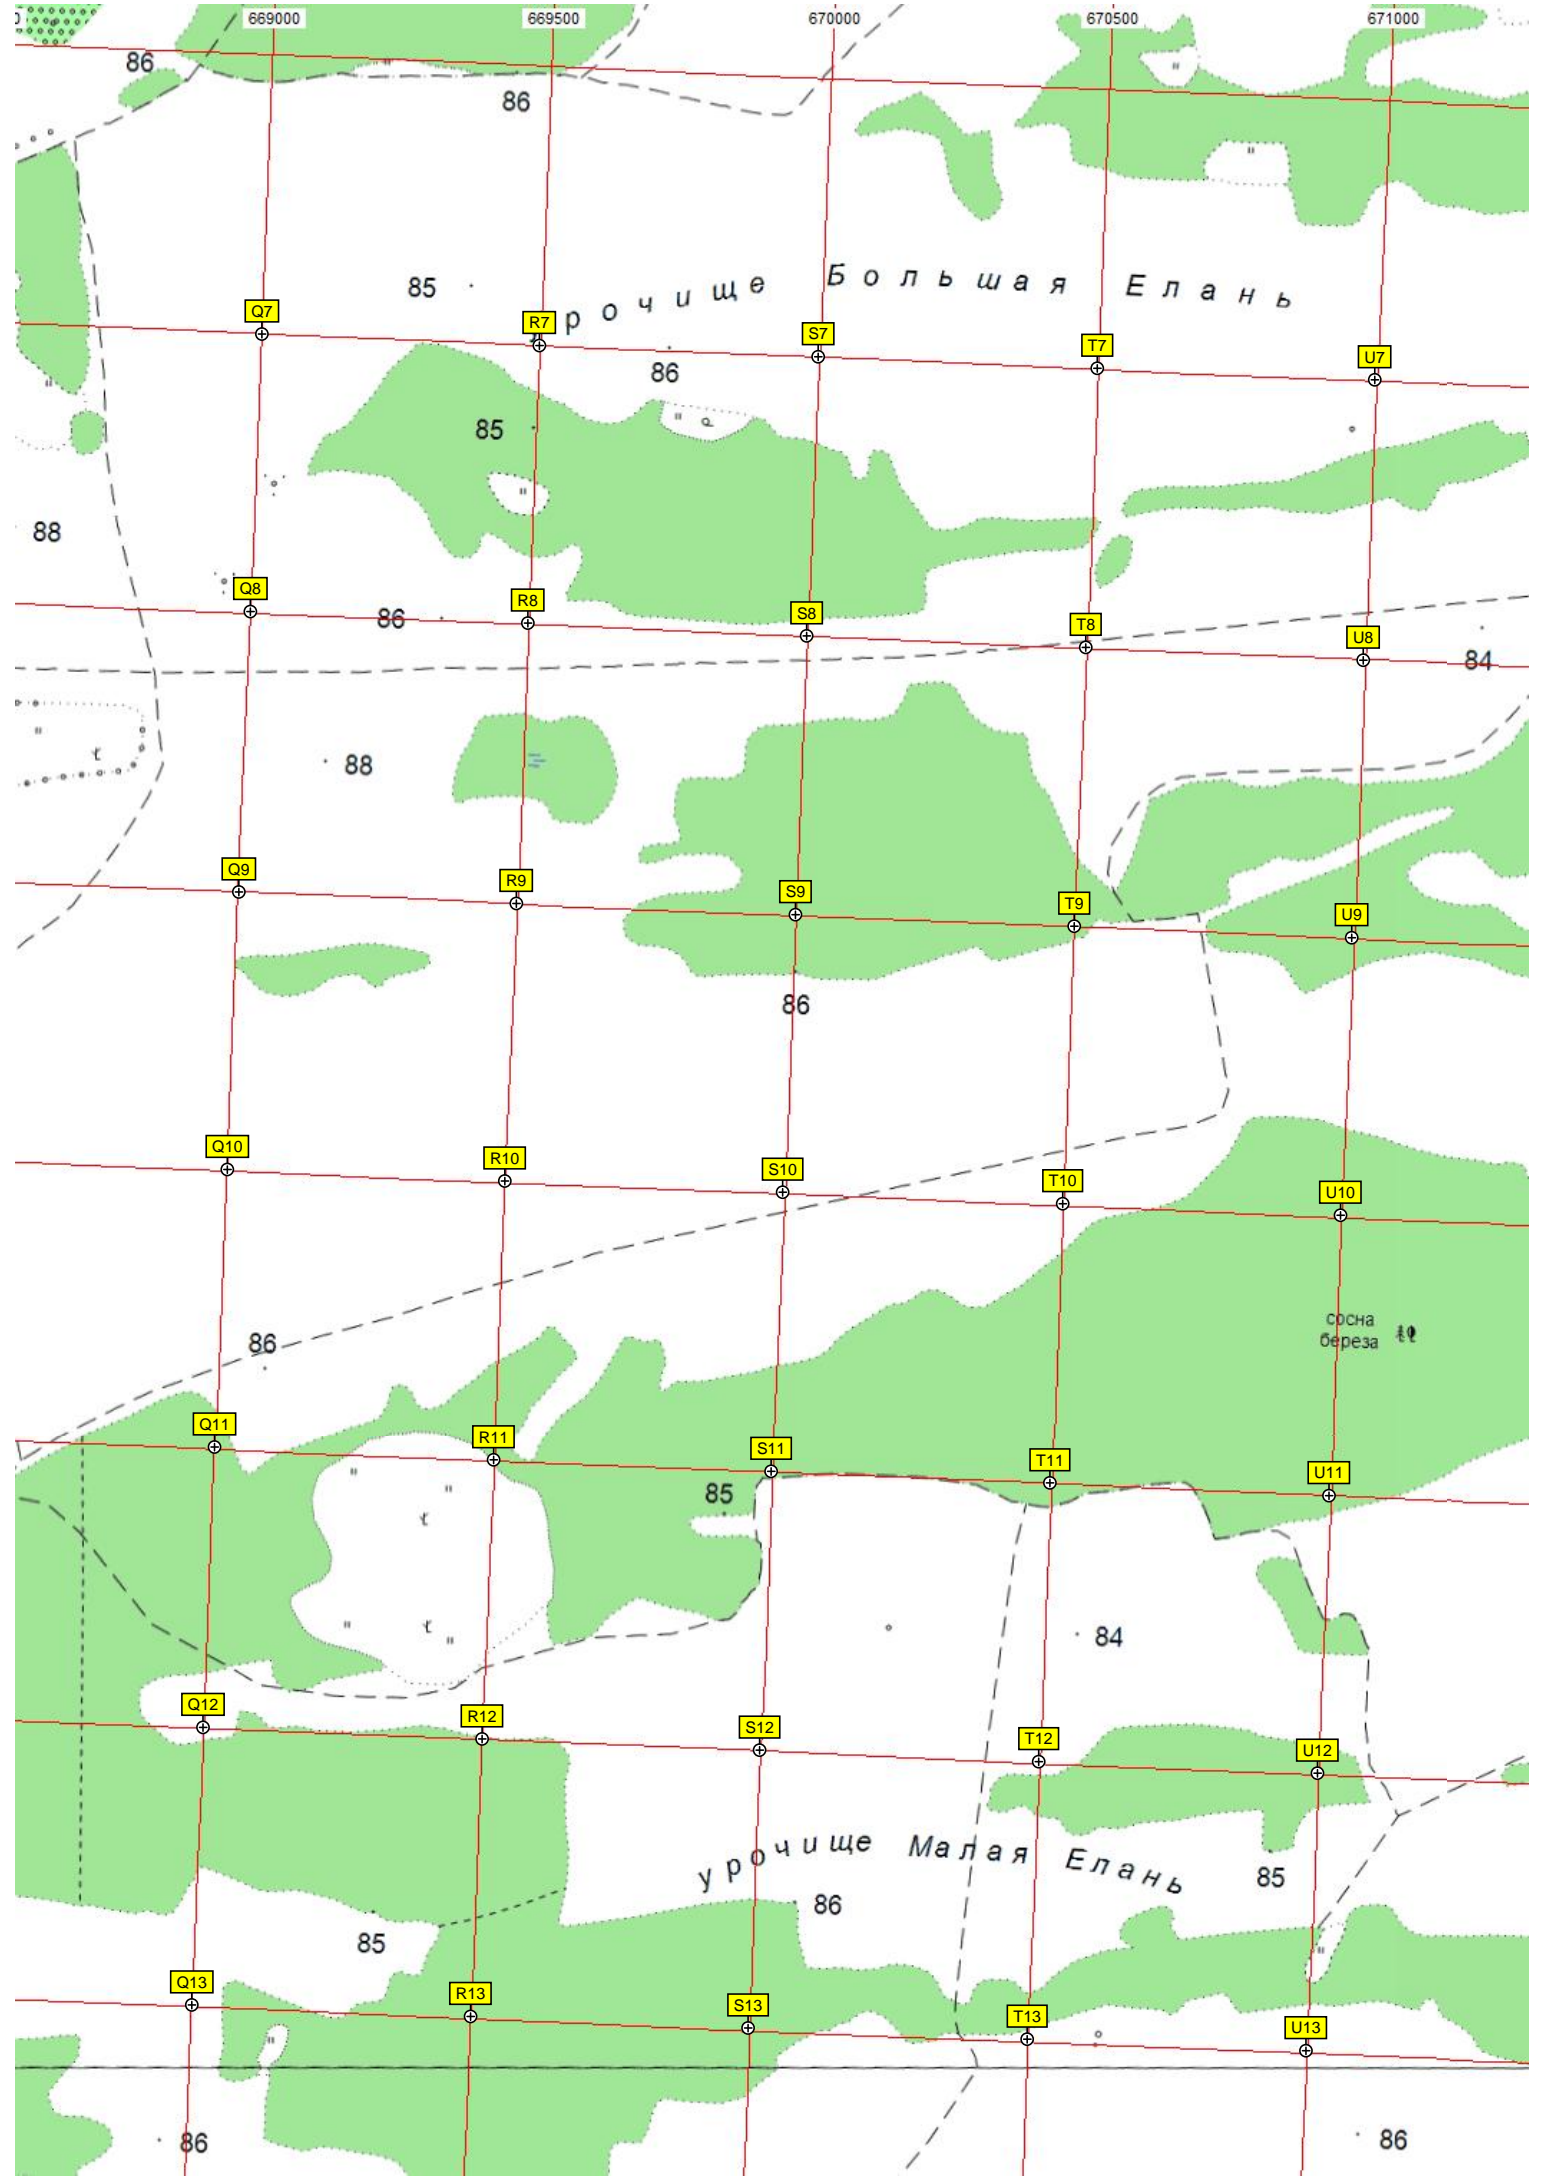 0 669000 669500 670000 670500 671000
86
86
85
урочище Большая Елань
Q7 R7 S7 T7 U7
86
85
88
Q8 R8 S8 T8 U8
86
84
88
Q9 R9 S9 T9 U9
86
Q10 R10 S10 T10 U10
сосна
береза
86
Q11 R11 S11 T11 U11
85
84
Q12 R12 S12 T12 U12
урочище Малая Елань
85
86
85
Q13 R13 S13 T13 U13
86
86